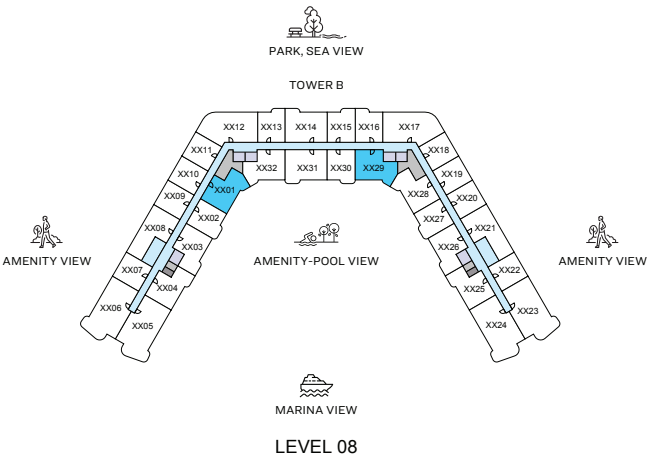 PARK, SEA VIEW
TOWER B
XX12
XX13
XX14
XX15
XX16
XX17
XX11
XX18
XX32
XX31
XX30
XX29
XX10
XX19
XX01
XX28
XX09
XX20
XX02
XX27
XX08
XX21
XX03
XX26
AMENITY VIEW
AMENITY-POOL VIEW
AMENITY VIEW
XX07
XX22
XX04
XX25
XX06
XX23
XX05
XX24
MARINA VIEW
LEVEL 08